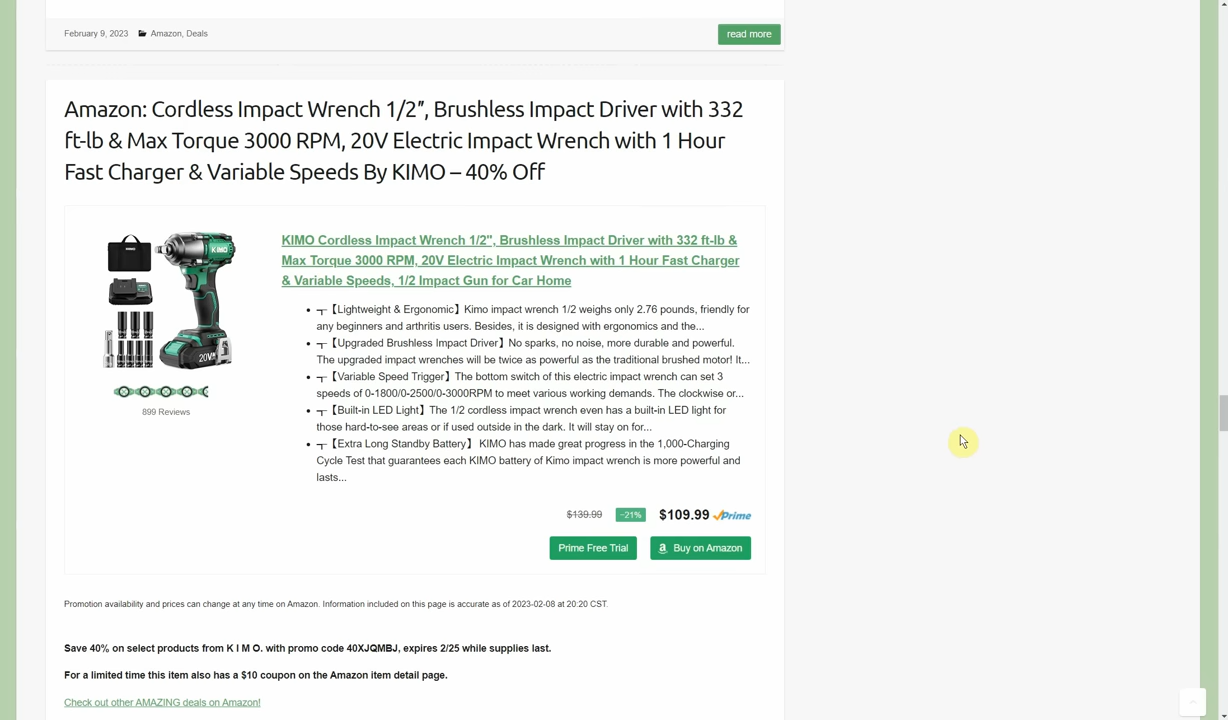 February 9, 2023 Amazon, Deals
read more
Amazon: Cordless Impact Wrench 1/2″, Brushless Impact Driver with 332
ft-lb & Max Torque 3000 RPM, 20V Electric Impact Wrench with 1 Hour
Fast Charger & Variable Speeds By KIMO – 40% Off
KIMO
20V
899 Reviews
KIMO Cordless Impact Wrench 1/2", Brushless Impact Driver with 332 ft-lb &
Max Torque 3000 RPM, 20V Electric Impact Wrench with 1 Hour Fast Charger
& Variable Speeds, 1/2 Impact Gun for Car Home
【Lightweight & Ergonomic】Kimo impact wrench 1/2 weighs only 2.76 pounds, friendly for
any beginners and arthritis users. Besides, it is designed with ergonomics and the...
【Upgraded Brushless Impact Driver】No sparks, no noise, more durable and powerful.
The upgraded impact wrenches will be twice as powerful as the traditional brushed motor! It...
【Variable Speed Trigger】The bottom switch of this electric impact wrench can set 3
speeds of 0-1800/0-2500/0-3000RPM to meet various working demands. The clockwise or...
【Built-in LED Light】The 1/2 cordless impact wrench even has a built-in LED light for
those hard-to-see areas or if used outside in the dark. It will stay on for...
【Extra Long Standby Battery】 KIMO has made great progress in the 1,000-Charging
Cycle Test that guarantees each KIMO battery of Kimo impact wrench is more powerful and
lasts...
$139.99 −21% $109.99 Prime
Prime Free Trial
Buy on Amazon
Promotion availability and prices can change at any time on Amazon. Information included on this page is accurate as of 2023-02-08 at 20:20 CST.
Save 40% on select products from K I M O. with promo code 40XJQMBJ, expires 2/25 while supplies last.
For a limited time this item also has a $10 coupon on the Amazon item detail page.
Check out other AMAZING deals on Amazon!